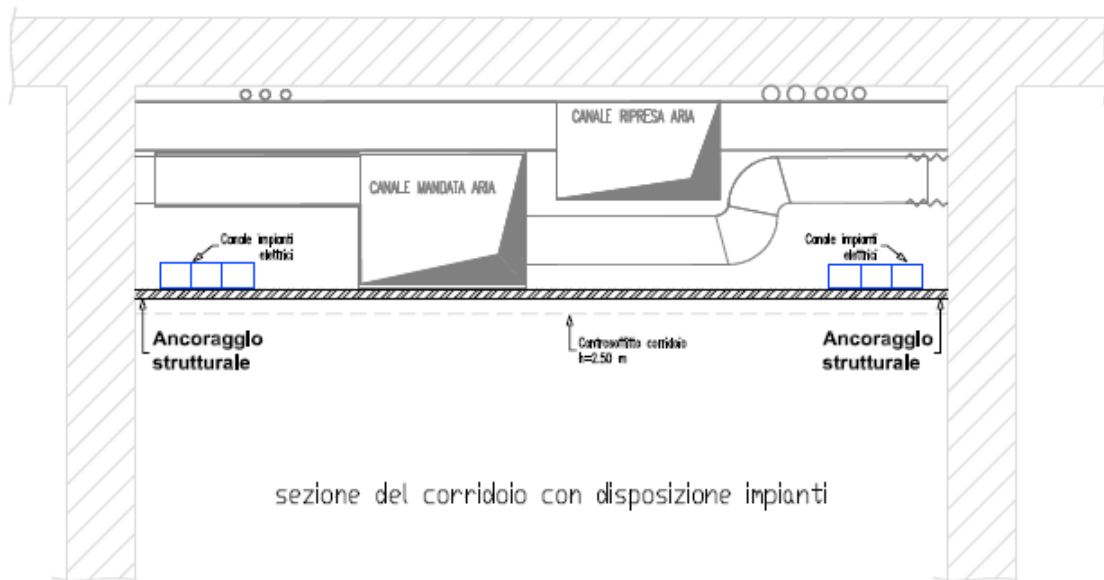 CANALE RIPRESA ARIA
CANALE MANDATA ARIA
Canale impianti
elettrici
Canale impianti
elettrici
Ancoraggio
strutturale
Controsoffitto corridoio
h=2.50 m
Ancoraggio
strutturale
sezione del corridoio con disposizione impianti